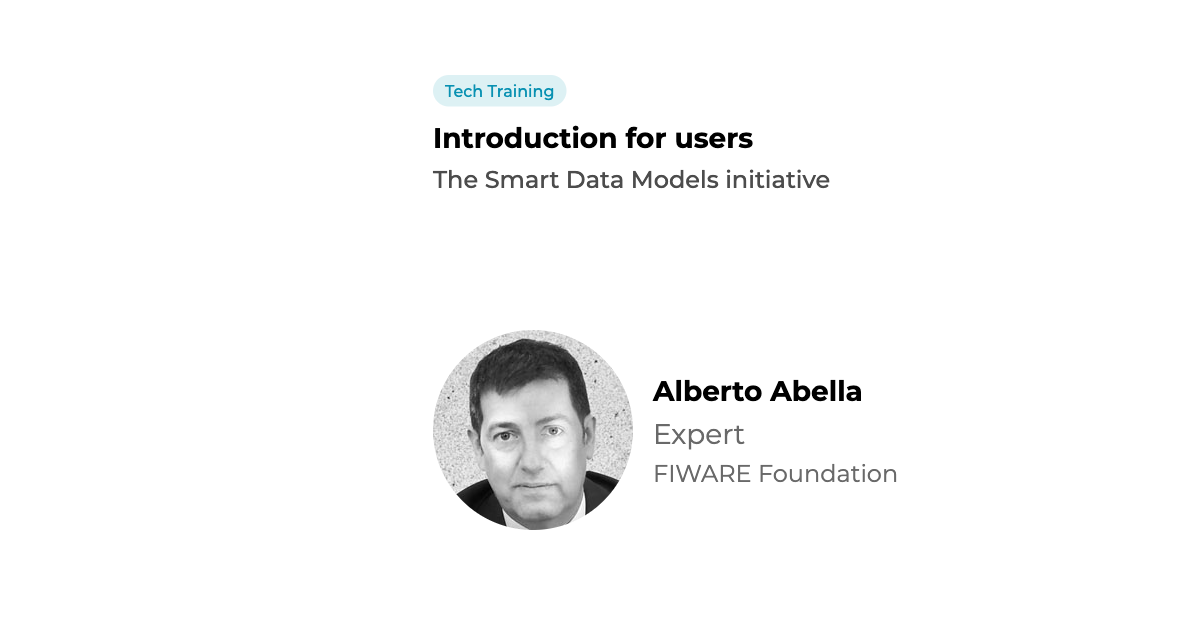 Tech Training
Introduction for users
The Smart Data Models initiative
Alberto Abella
Expert
FIWARE Foundation